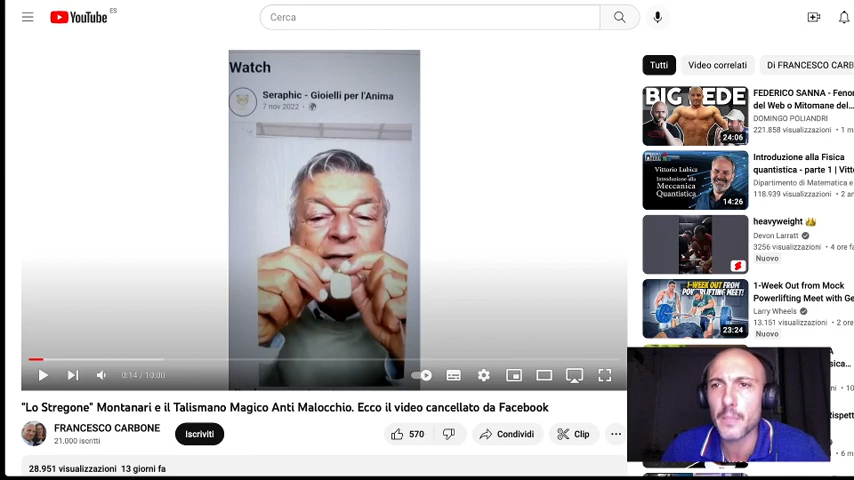 YouTube ES
Cerca
Watch
Seraphic - Gioielli per l'Anima
7 nov 2022
0:14 / 10:00
"Lo Stregone" Montanari e il Talismano Magico Anti Malocchio. Ecco il video cancellato da Facebook
FRANCESCO CARBONE
21.000 iscritti
Iscriviti
570
Condividi
Clip
28.951 visualizzazioni 13 giorni fa
Tutti
Video correlati
Di FRANCESCO CARB
BIG FEDE
24:06
FEDERICO SANNA - Feno
del Web o Mitomane del...
DOMINGO POLIANDRI
221.858 visualizzazioni • 1 m
Vittorio Lubicz
Introduzione alla
Meccanica
Quantistica
14:26
Introduzione alla Fisica
quantistica - parte 1 | Vitto
Dipartimento di Matematica e
118.939 visualizzazioni • 2 an
heavyweight
Devon Larratt
3256 visualizzazioni • 4 ore f
Nuovo
1-WEEK OUT FROM
POWERLIFTING MEET!
23:24
1-Week Out from Mock
Powerlifting Meet with Ge
Larry Wheels
13.151 visualizzazioni • 2 ore
Nuovo